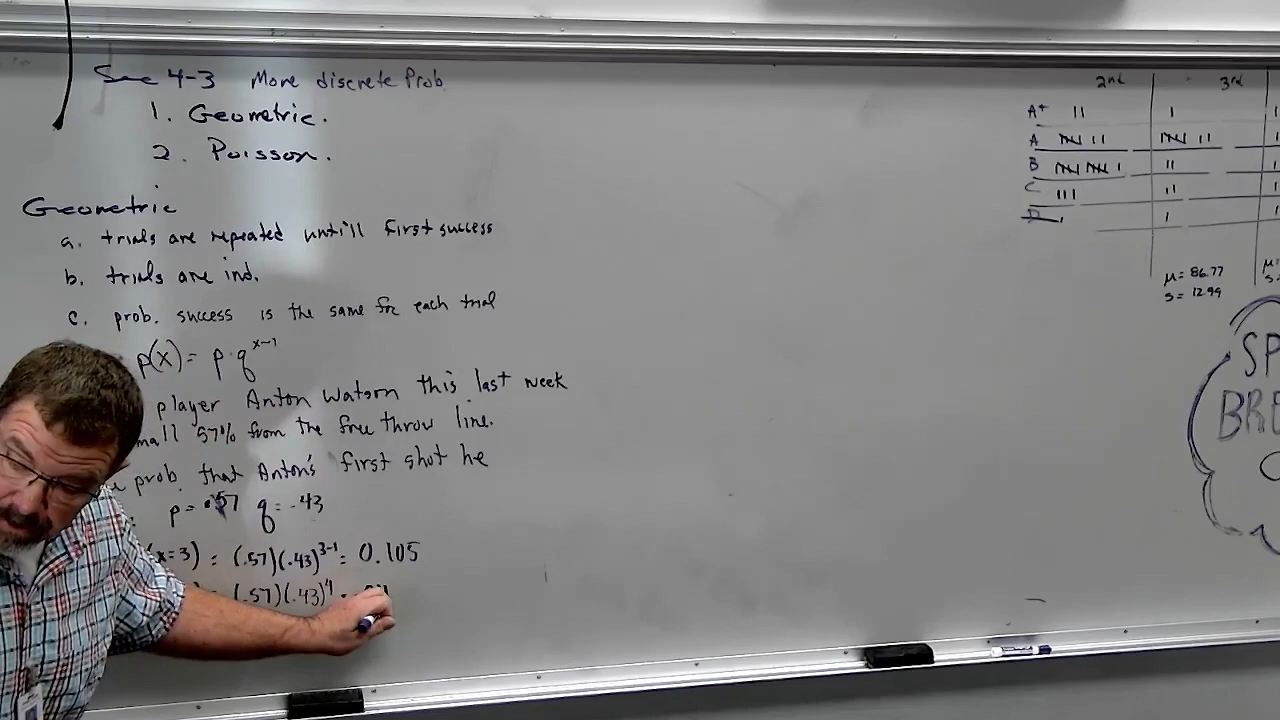 Sec 4-3 More discrete Prob
1. Geometric.
2. Poisson.
Geometric
a. trials are repeated untill first success
b. trials are ind.
c. prob. success is the same for each trial
p(x) = p · q^{x-1}
player Anton Watson this last week
57% from the free throw line.
prob. that Anton's first shot he
p = .57 q = .43
(x=3) = (.57)(.43)^{3-1} = 0.105
= (.57)(.43)^4 =
2nd 3rd
A+ || |
A |||| || |||| ||
B |||| |||| | ||
C ||| ||
D |
μ = 86.77
s = 12.99
μ=
s=